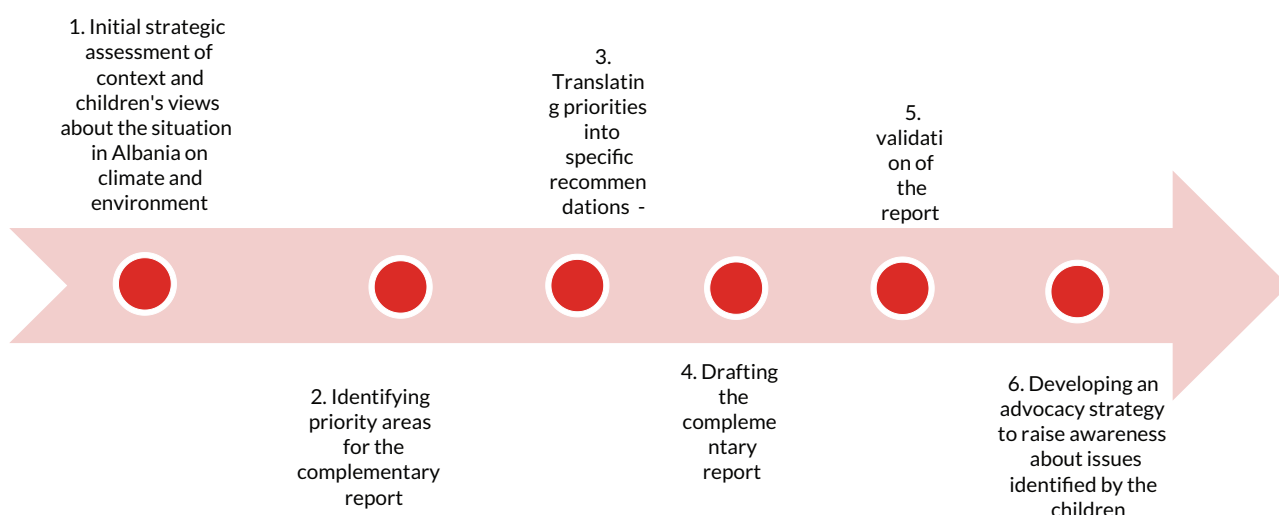 1. Initial strategic
assessment of
context and
children's views
about the situation
in Albania on
climate and
environment
2. Identifying
priority areas
for the
complementary
report
3.
Translatin
g priorities
into
specific
recommen
dations -
4. Drafting
the
compleme
ntary
report
5.
validati
on of
the
report
6. Developing an
advocacy strategy
to raise awareness
about issues
identified by the
children